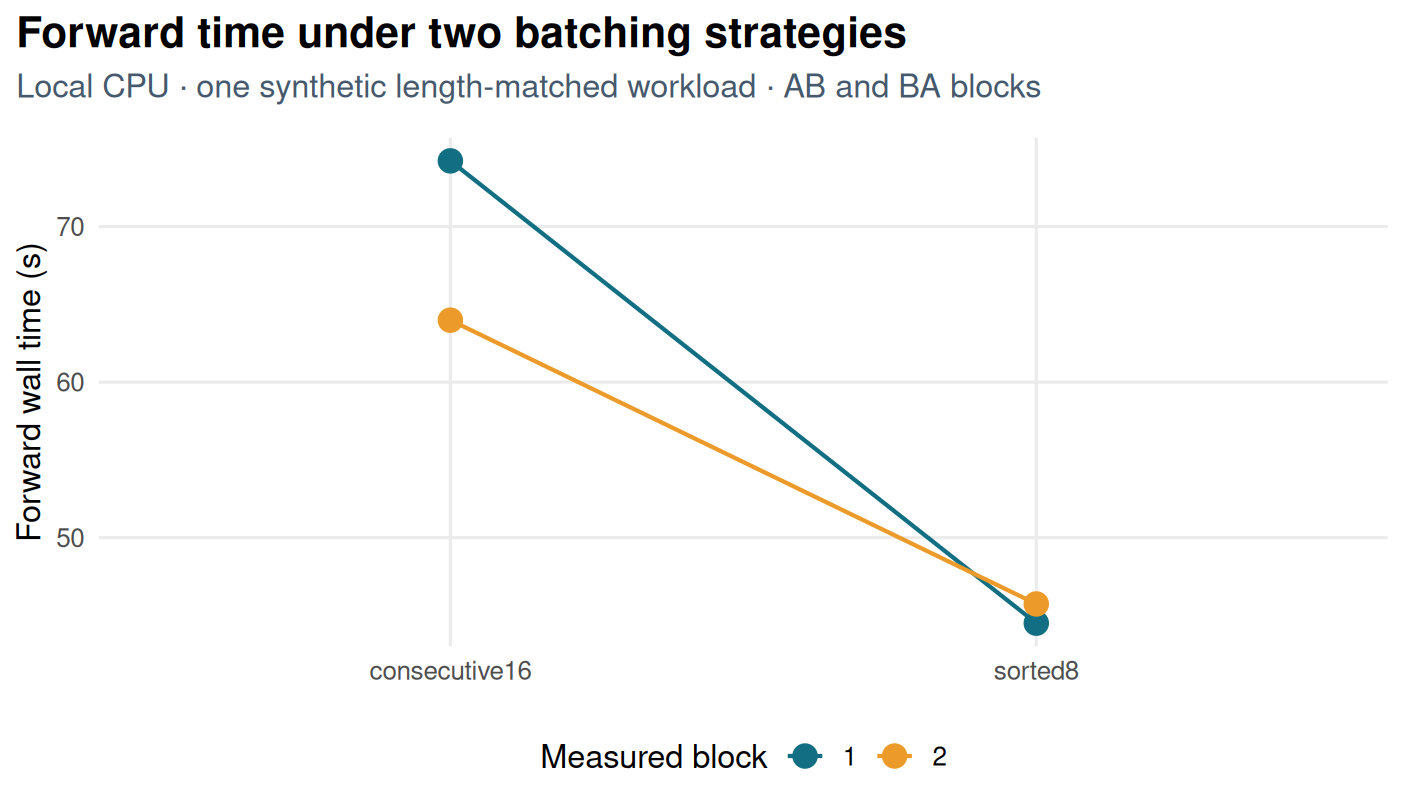 Forward time under two batching strategies
Local CPU · one synthetic length-matched workload · AB and BA blocks
Forward wall time (s)
70
60
50
consecutive16
sorted8
Measured block 1 2